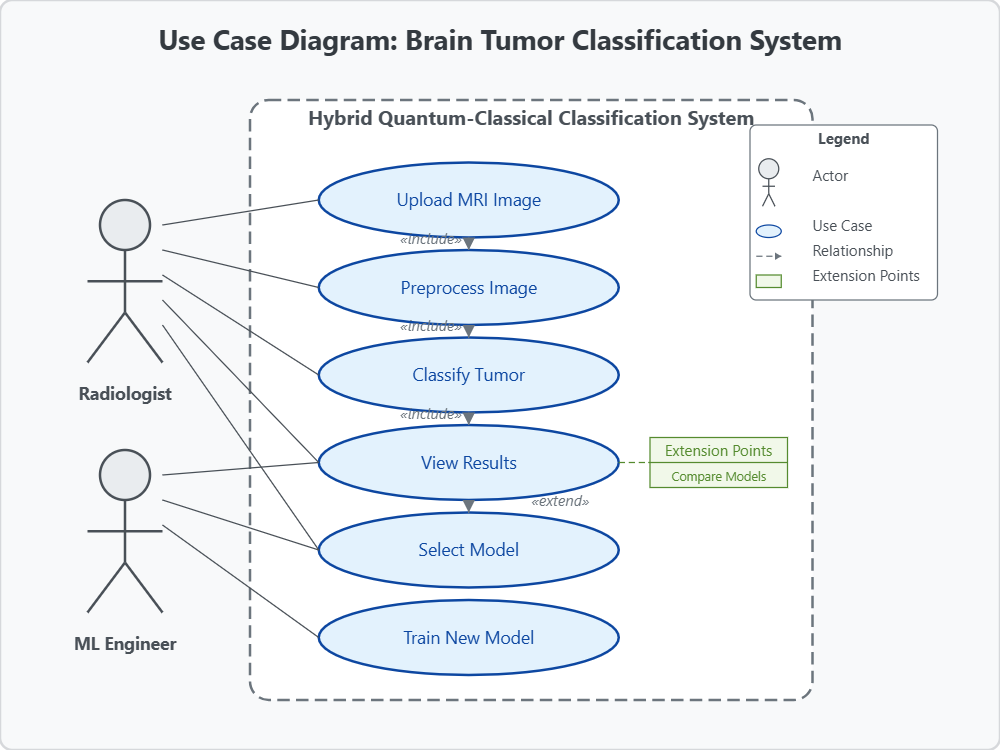 Use Case Diagram: Brain Tumor Classification System
Hybrid Quantum-Classical Classification System
Legend
Actor
Use Case
Relationship
Extension Points
Upload MRI Image
«include»
Preprocess Image
«include»
Classify Tumor
«include»
View Results
Extension Points
Compare Models
«extend»
Select Model
Train New Model
Radiologist
ML Engineer